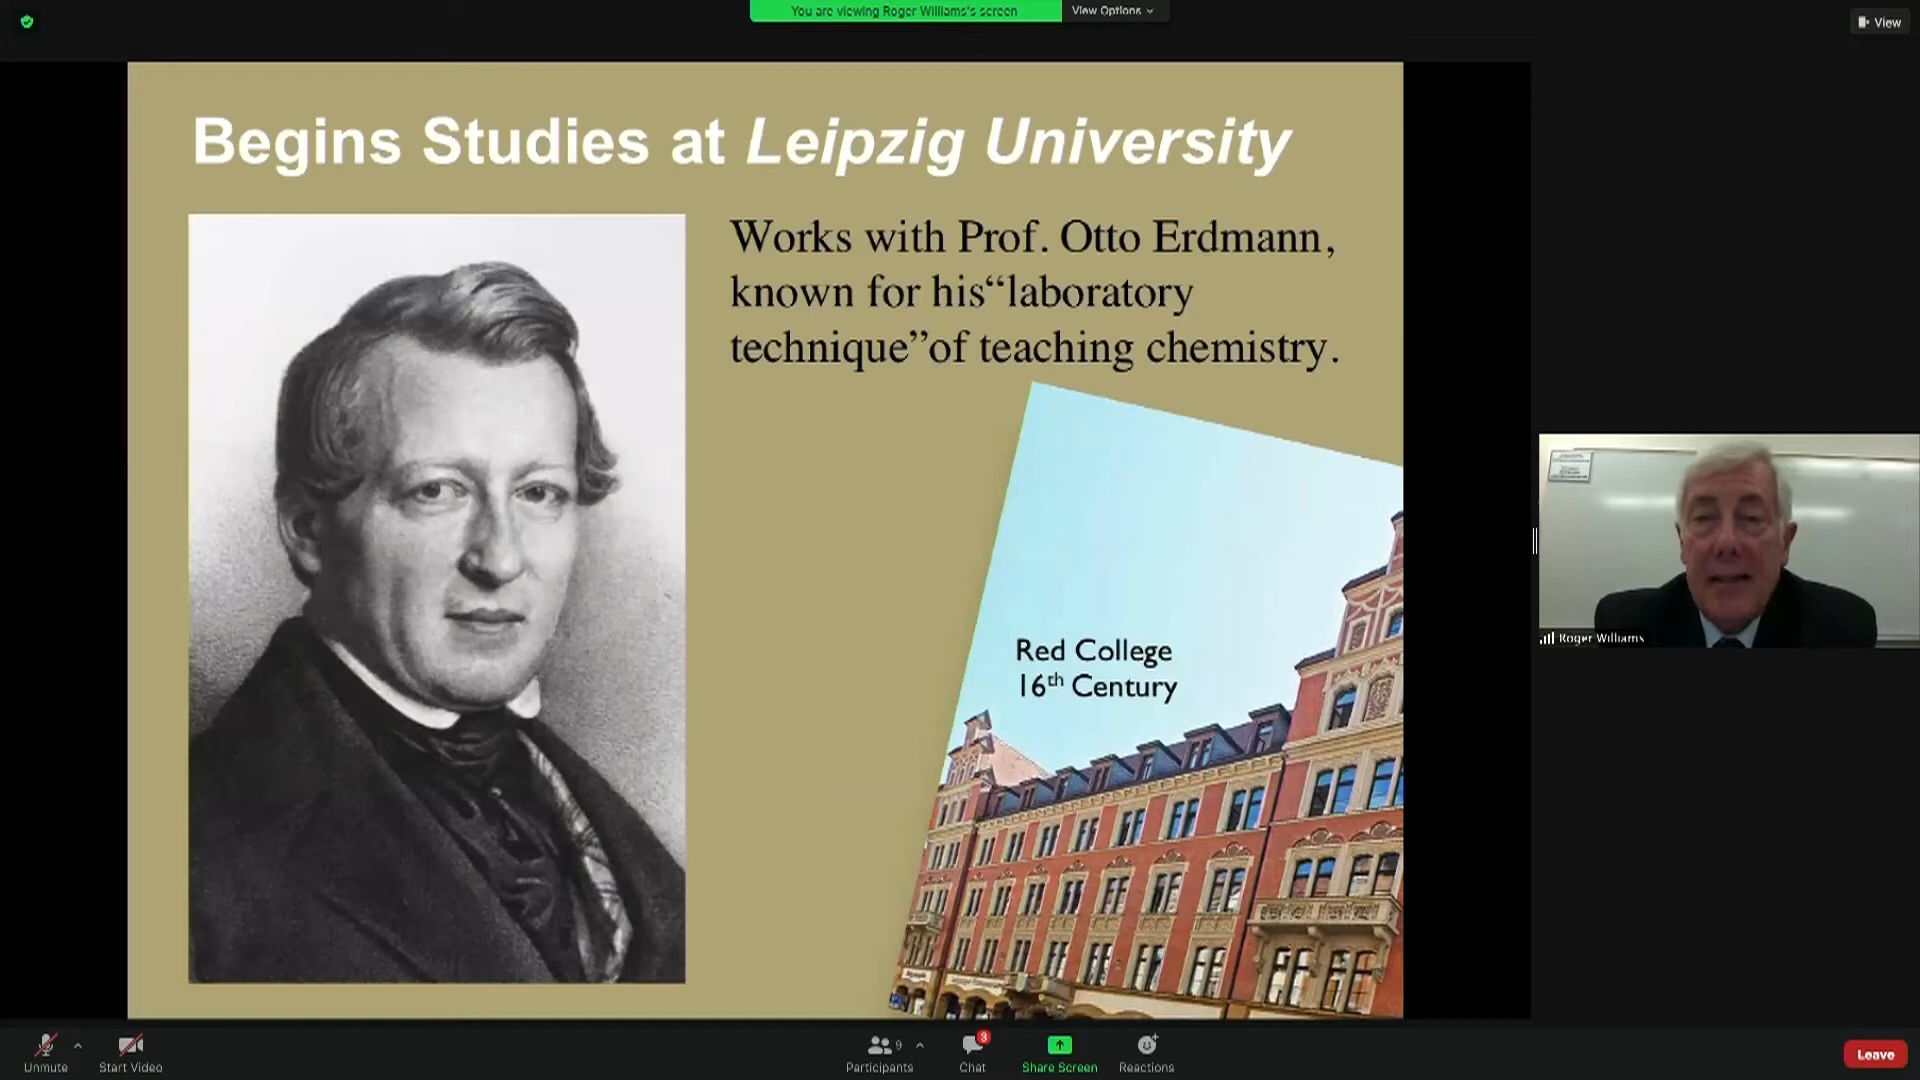 You are viewing Roger Williams's screen
View Options
View
Begins Studies at Leipzig University
Works with Prof. Otto Erdmann,
known for his“laboratory
technique”of teaching chemistry.
Red College
16th Century
Roger Williams
Unmute
Start Video
9
Participants
3
Chat
Share Screen
Reactions
Leave